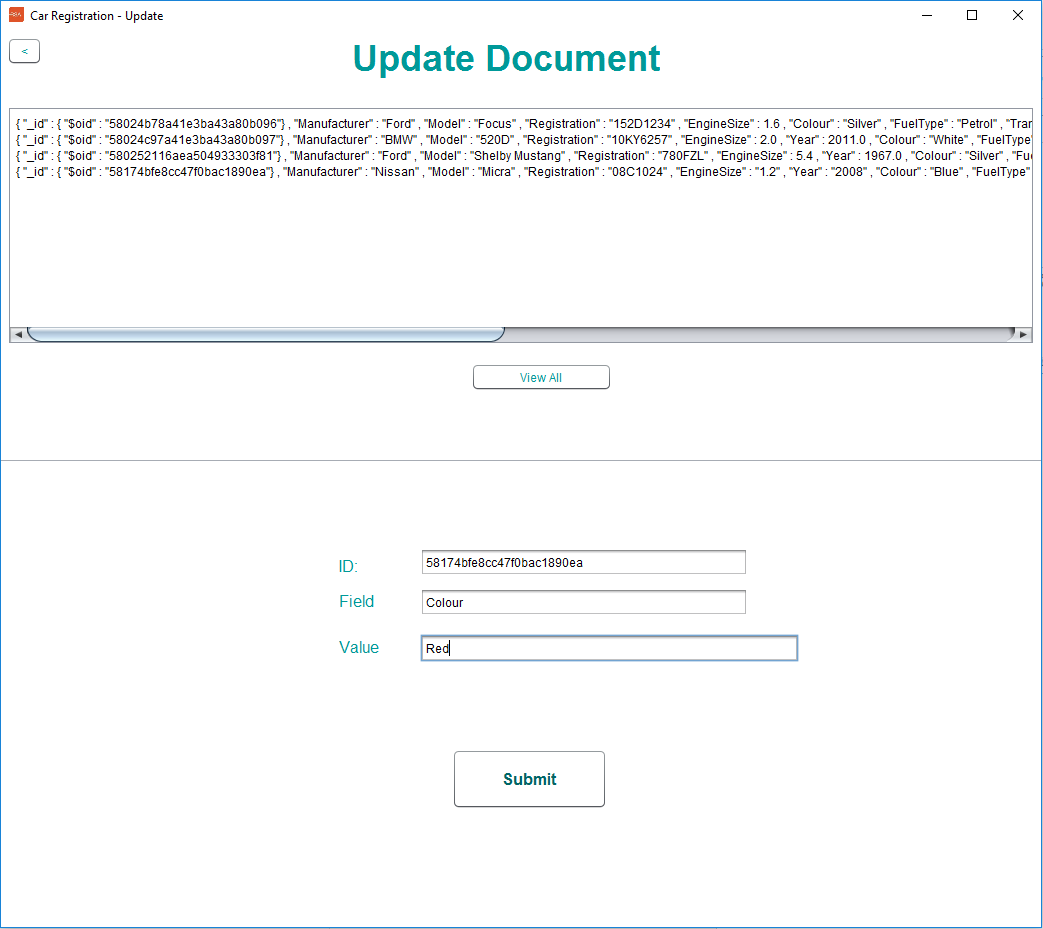 Car Registration - Update
<
Update Document
{ "_id" : { "$oid" : "58024b78a41e3ba43a80b096"} , "Manufacturer" : "Ford" , "Model" : "Focus" , "Registration" : "152D1234" , "EngineSize" : 1.6 , "Colour" : "Silver" , "FuelType" : "Petrol" , "Tran
{ "_id" : { "$oid" : "58024c97a41e3ba43a80b097"} , "Manufacturer" : "BMW" , "Model" : "520D" , "Registration" : "10KY6257" , "EngineSize" : 2.0 , "Year" : 2011.0 , "Colour" : "White" , "FuelType"
{ "_id" : { "$oid" : "580252116aea504933303f81"} , "Manufacturer" : "Ford" , "Model" : "Shelby Mustang" , "Registration" : "780FZL" , "EngineSize" : 5.4 , "Year" : 1967.0 , "Colour" : "Silver" , "Fue
{ "_id" : { "$oid" : "58174bfe8cc47f0bac1890ea"} , "Manufacturer" : "Nissan" , "Model" : "Micra" , "Registration" : "08C1024" , "EngineSize" : "1.2" , "Year" : "2008" , "Colour" : "Blue" , "FuelType"
View All
ID: 58174bfe8cc47f0bac1890ea
Field Colour
Value Red
Submit